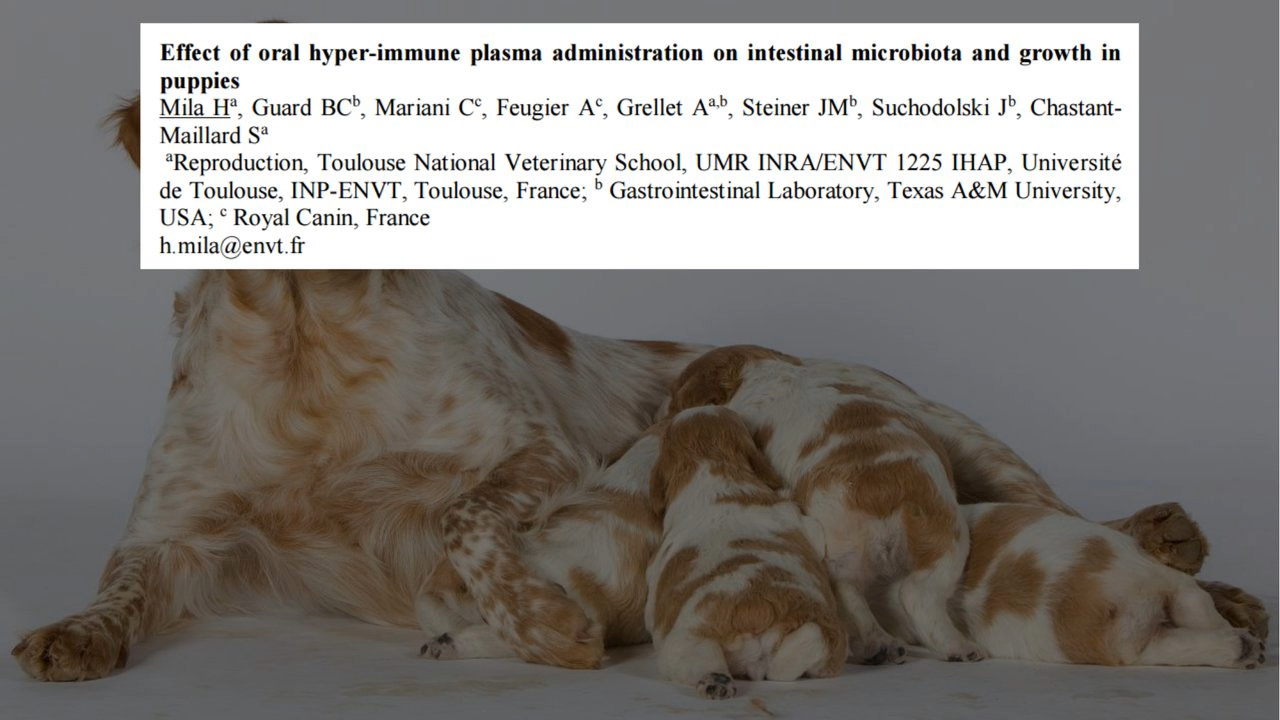 Effect of oral hyper-immune plasma administration on intestinal microbiota and growth in
puppies
Mila Hᵃ, Guard BCᵇ, Mariani Cᶜ, Feugier Aᶜ, Grellet Aᵃ,ᵇ, Steiner JMᵇ, Suchodolski Jᵇ, Chastant-
Maillard Sᵃ
ᵃReproduction, Toulouse National Veterinary School, UMR INRA/ENVT 1225 IHAP, Université
de Toulouse, INP-ENVT, Toulouse, France; ᵇ Gastrointestinal Laboratory, Texas A&M University,
USA; ᶜ Royal Canin, France
h.mila@envt.fr